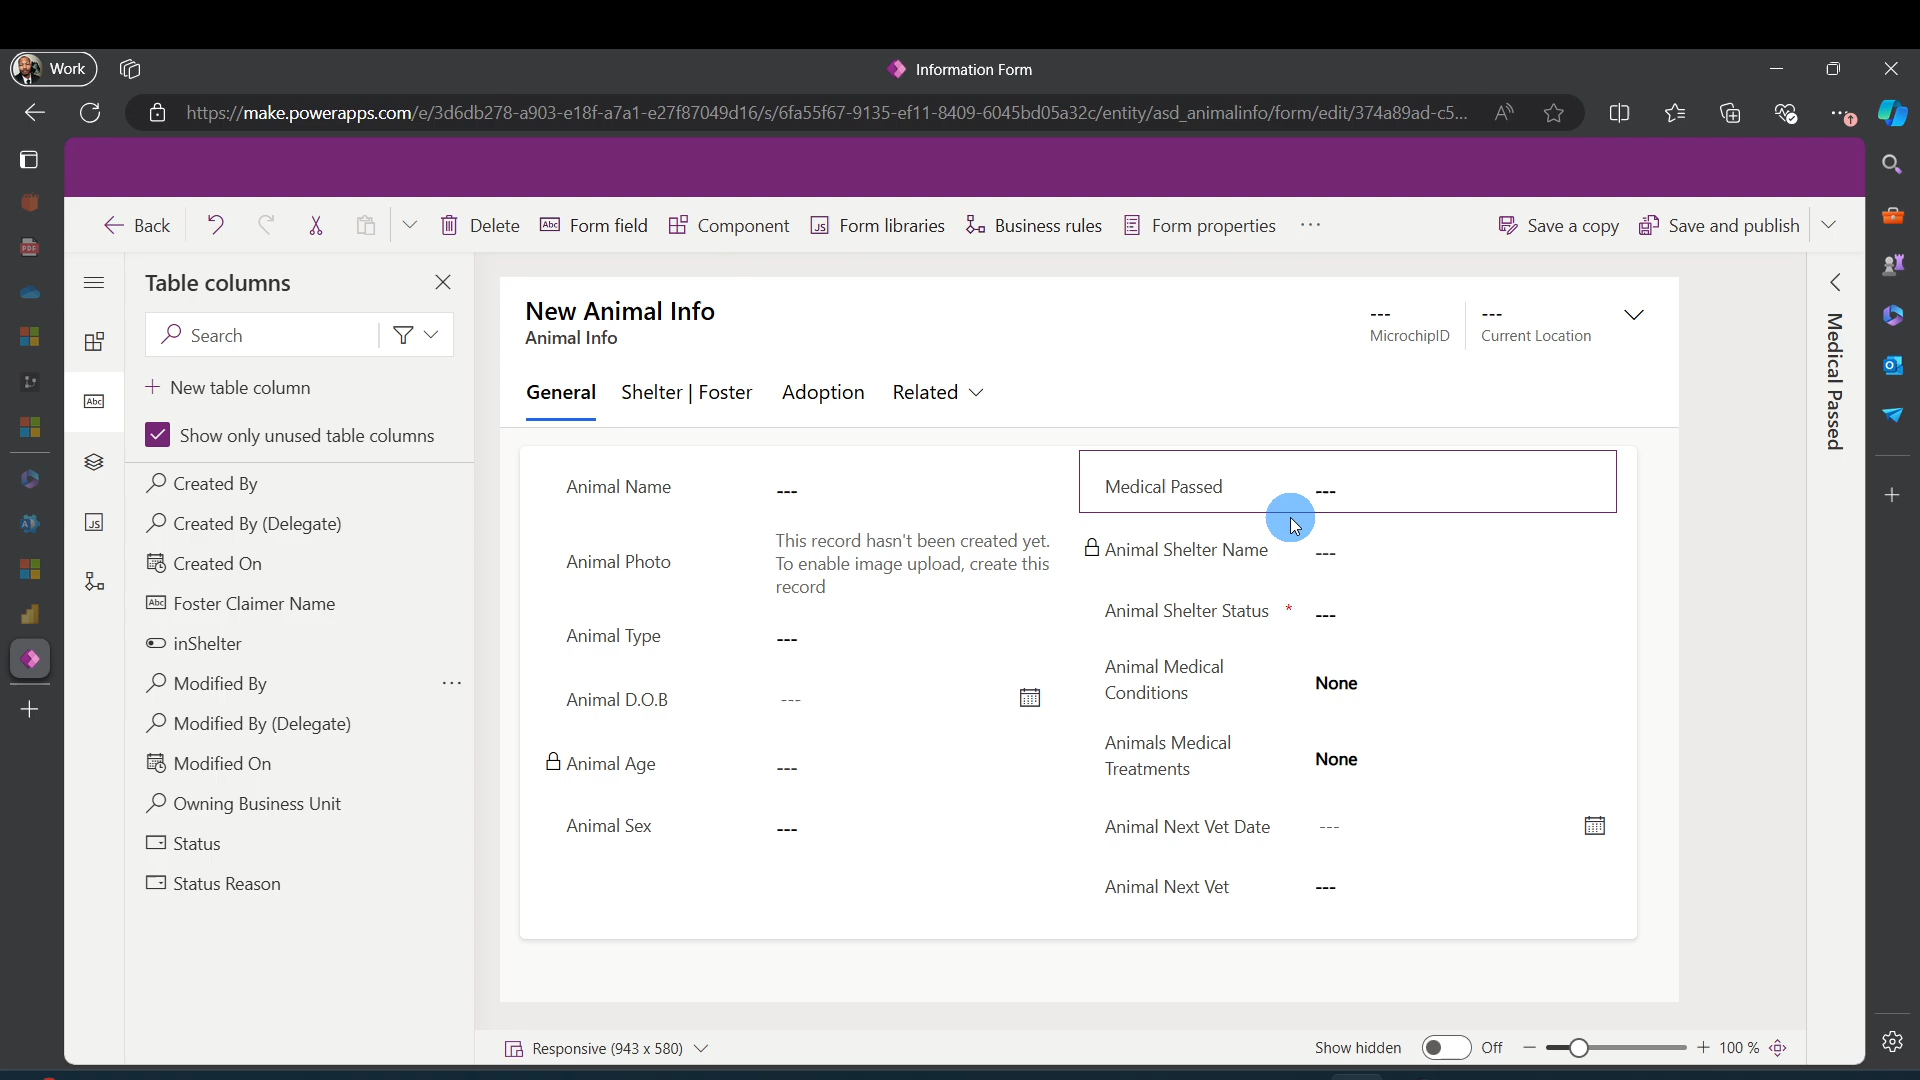 Work
Information Form
https://make.powerapps.com/e/3d6db278-a903-e18f-a7a1-e27f87049d16/s/6fa55f67-9135-ef11-8409-6045bd05a32c/entity/asd_animalinfo/form/edit/374a89ad-c5...
Back
Delete
Abc Form field
Component
JS Form libraries
Business rules
Form properties
...
Save a copy
Save and publish
Table columns
Search
New table column
Show only unused table columns
Created By
Created By (Delegate)
Created On
Abc Foster Claimer Name
inShelter
Modified By
...
Modified By (Delegate)
Modified On
Owning Business Unit
Status
Status Reason
PDF
Abc
JS
New Animal Info
Animal Info
---
MicrochipID
---
Current Location
General Shelter | Foster Adoption Related
Animal Name ---
Animal Photo
This record hasn't been created yet.
To enable image upload, create this
record
Animal Type ---
Animal D.O.B ---
Animal Age ---
Animal Sex ---
Medical Passed ---
Animal Shelter Name ---
Animal Shelter Status * ---
Animal Medical
Conditions
None
Animals Medical
Treatments
None
Animal Next Vet Date ---
Animal Next Vet ---
Medical Passed
Responsive (943 x 580)
Show hidden Off
100 %